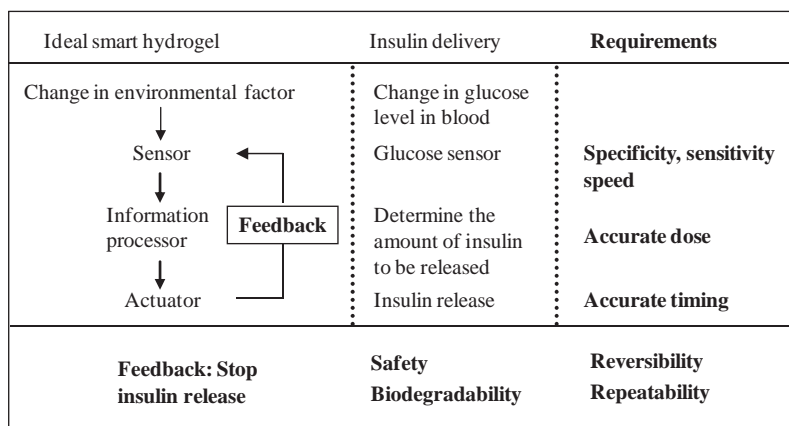 Ideal smart hydrogel
Insulin delivery
Requirements
Change in environmental factor
Change in glucose
level in blood
Sensor
Glucose sensor
Specificity, sensitivity
speed
Information
processor
Feedback
Determine the
amount of insulin
to be released
Accurate dose
Actuator
Insulin release
Accurate timing
Feedback: Stop
insulin release
Safety
Biodegradability
Reversibility
Repeatability